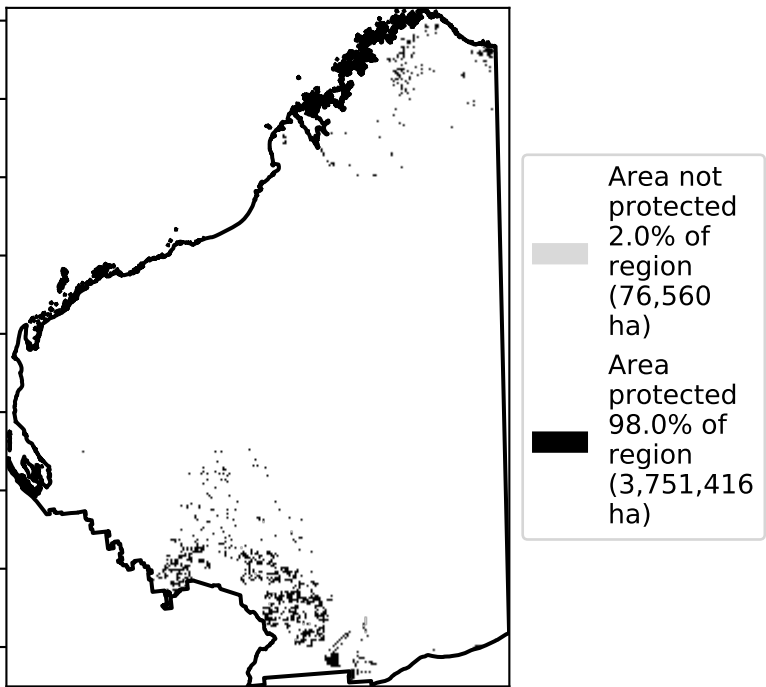 Area not
protected
2.0% of
region
(76,560
ha)
Area
protected
98.0% of
region
(3,751,416
ha)